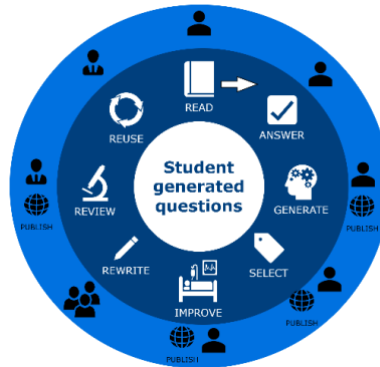 READ
ANSWER
GENERATE
SELECT
IMPROVE
REWRITE
REVIEW
REUSE
Student
generated
questions
PUBLISH
PUBLISH
PUBLISH
PUBLISH